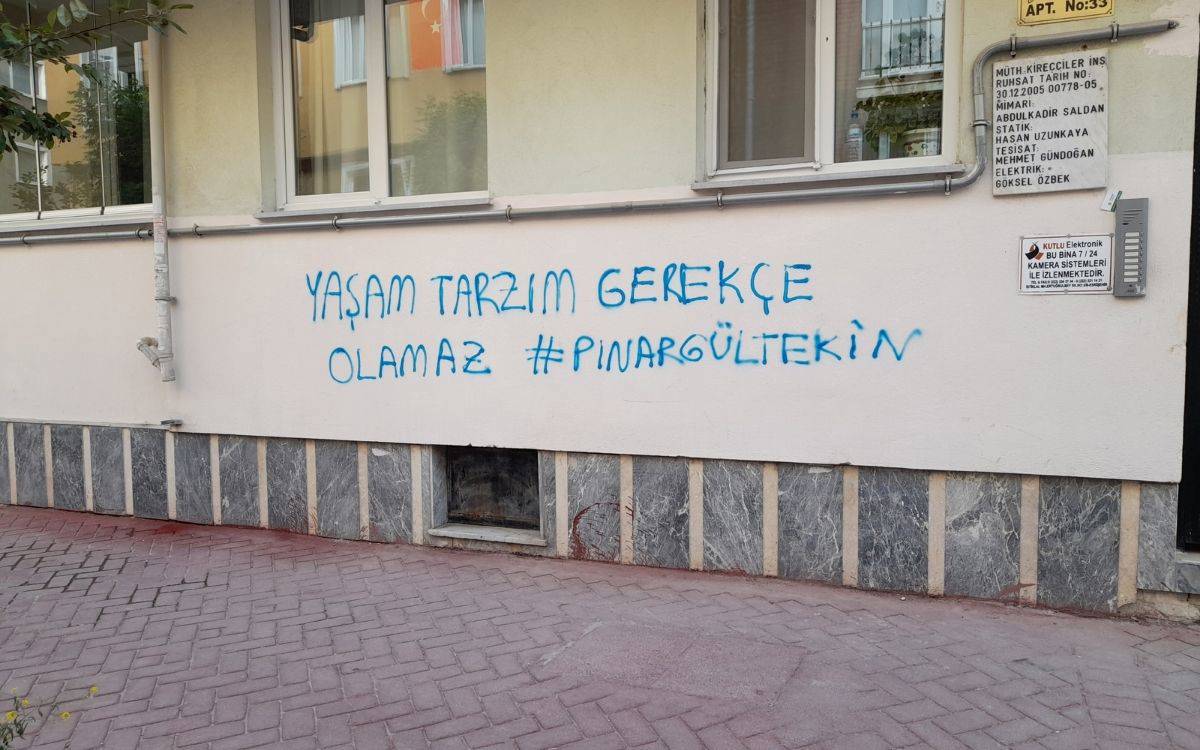 APT. No:33
MÜTH.KİREÇCİLER İNŞ
RUHSAT TARİH NO:
30.12.2005 00778-05
MİMARİ:
ABDULKADİR SALDAN
STATİK:
HASAN UZUNKAYA
TESİSAT:
MEHMET GÜNDOĞAN
ELEKTRİK:
GÖKSEL ÖZBEK
KUTLU Elektronik
BU BİNA 7 / 24
KAMERA SİSTEMLERİ
İLE İZLENMEKTEDİR.
YAŞAM TARZIM GEREKÇE
OLAMAZ #PINARGÜLTEKİN